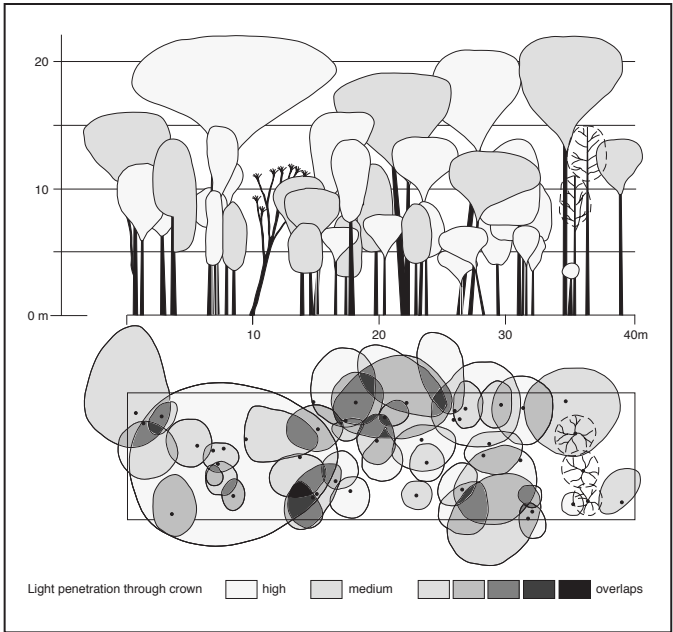 20
10
0 m
10 20 30 40m
Light penetration through crown high medium overlaps